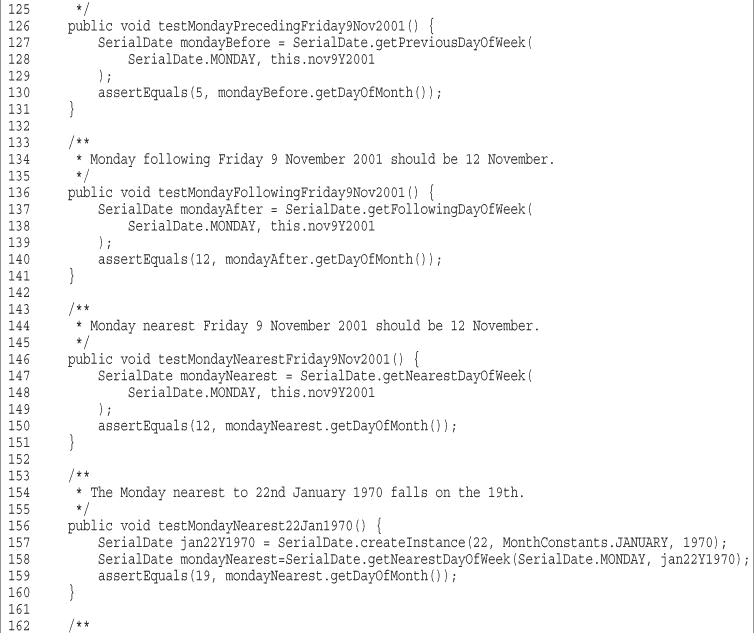 125      */
126     public void testMondayPrecedingFriday9Nov2001() {
127         SerialDate mondayBefore = SerialDate.getPreviousDayOfWeek(
128             SerialDate.MONDAY, this.nov9Y2001
129         );
130         assertEquals(5, mondayBefore.getDayOfMonth());
131     }
132
133     /**
134      * Monday following Friday 9 November 2001 should be 12 November.
135      */
136     public void testMondayFollowingFriday9Nov2001() {
137         SerialDate mondayAfter = SerialDate.getFollowingDayOfWeek(
138             SerialDate.MONDAY, this.nov9Y2001
139         );
140         assertEquals(12, mondayAfter.getDayOfMonth());
141     }
142
143     /**
144      * Monday nearest Friday 9 November 2001 should be 12 November.
145      */
146     public void testMondayNearestFriday9Nov2001() {
147         SerialDate mondayNearest = SerialDate.getNearestDayOfWeek(
148             SerialDate.MONDAY, this.nov9Y2001
149         );
150         assertEquals(12, mondayNearest.getDayOfMonth());
151     }
152
153     /**
154      * The Monday nearest to 22nd January 1970 falls on the 19th.
155      */
156     public void testMondayNearest22Jan1970() {
157         SerialDate jan22Y1970 = SerialDate.createInstance(22, MonthConstants.JANUARY, 1970);
158         SerialDate mondayNearest=SerialDate.getNearestDayOfWeek(SerialDate.MONDAY, jan22Y1970);
159         assertEquals(19, mondayNearest.getDayOfMonth());
160     }
161
162     /**